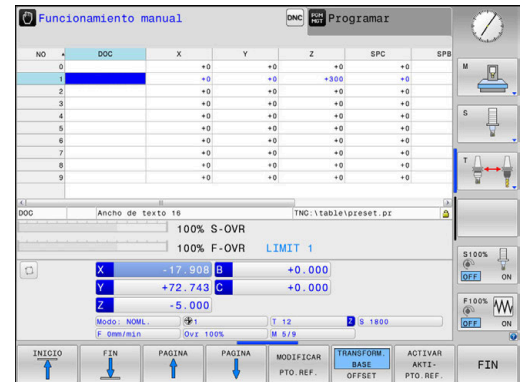 Funcionamiento manual DNC PGM MGT Programar
NO DOC X Y Z SPC SPB
0 +0 +0 +0 +0
1 +0 +0 +300 +0
2 +0 +0 +0 +0
3 +0 +0 +0 +0
4 +0 +0 +0 +0
5 +0 +0 +0 +0
6 +0 +0 +0 +0
7 +0 +0 +0 +0
8 +0 +0 +0 +0
9 +0 +0 +0 +0
DOC Ancho de texto 16 TNC:\table\preset.pr
100% S-OVR
100% F-OVR LIMIT 1
X -17.908 B +0.000
Y +72.743 C +0.000
Z -5.000
Modo: NOML. 1 T 12 Z S 1800
F 0mm/min Ovr 100% M 5/9
INICIO
FIN
PAGINA
PAGINA
MODIFICAR
PTO.REF.
TRANSFORM.
BASE
OFFSET
ACTIVAR
AKTI-
PTO.REF.
FIN
M
S
T
S100%
OFF ON
F100%
OFF ON